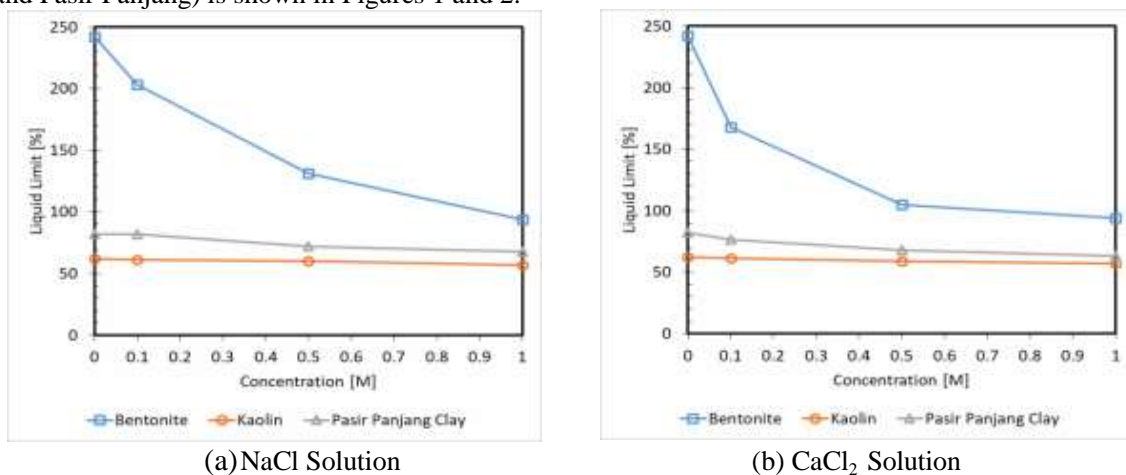 and Pasir Panjang) is shown in Figures 1 and 2.
250
200
150
100
50
0
Liquid Limit [%]
0 0.1 0.2 0.3 0.4 0.5 0.6 0.7 0.8 0.9 1
Concentration [M]
Bentonite Kaolin Pasir Panjang Clay
(a) NaCl Solution
250
200
150
100
50
0
Liquid Limit [%]
0 0.1 0.2 0.3 0.4 0.5 0.6 0.7 0.8 0.9 1
Concentration [M]
Bentonite Kaolin Pasir Panjang Clay
(b) CaCl₂ Solution